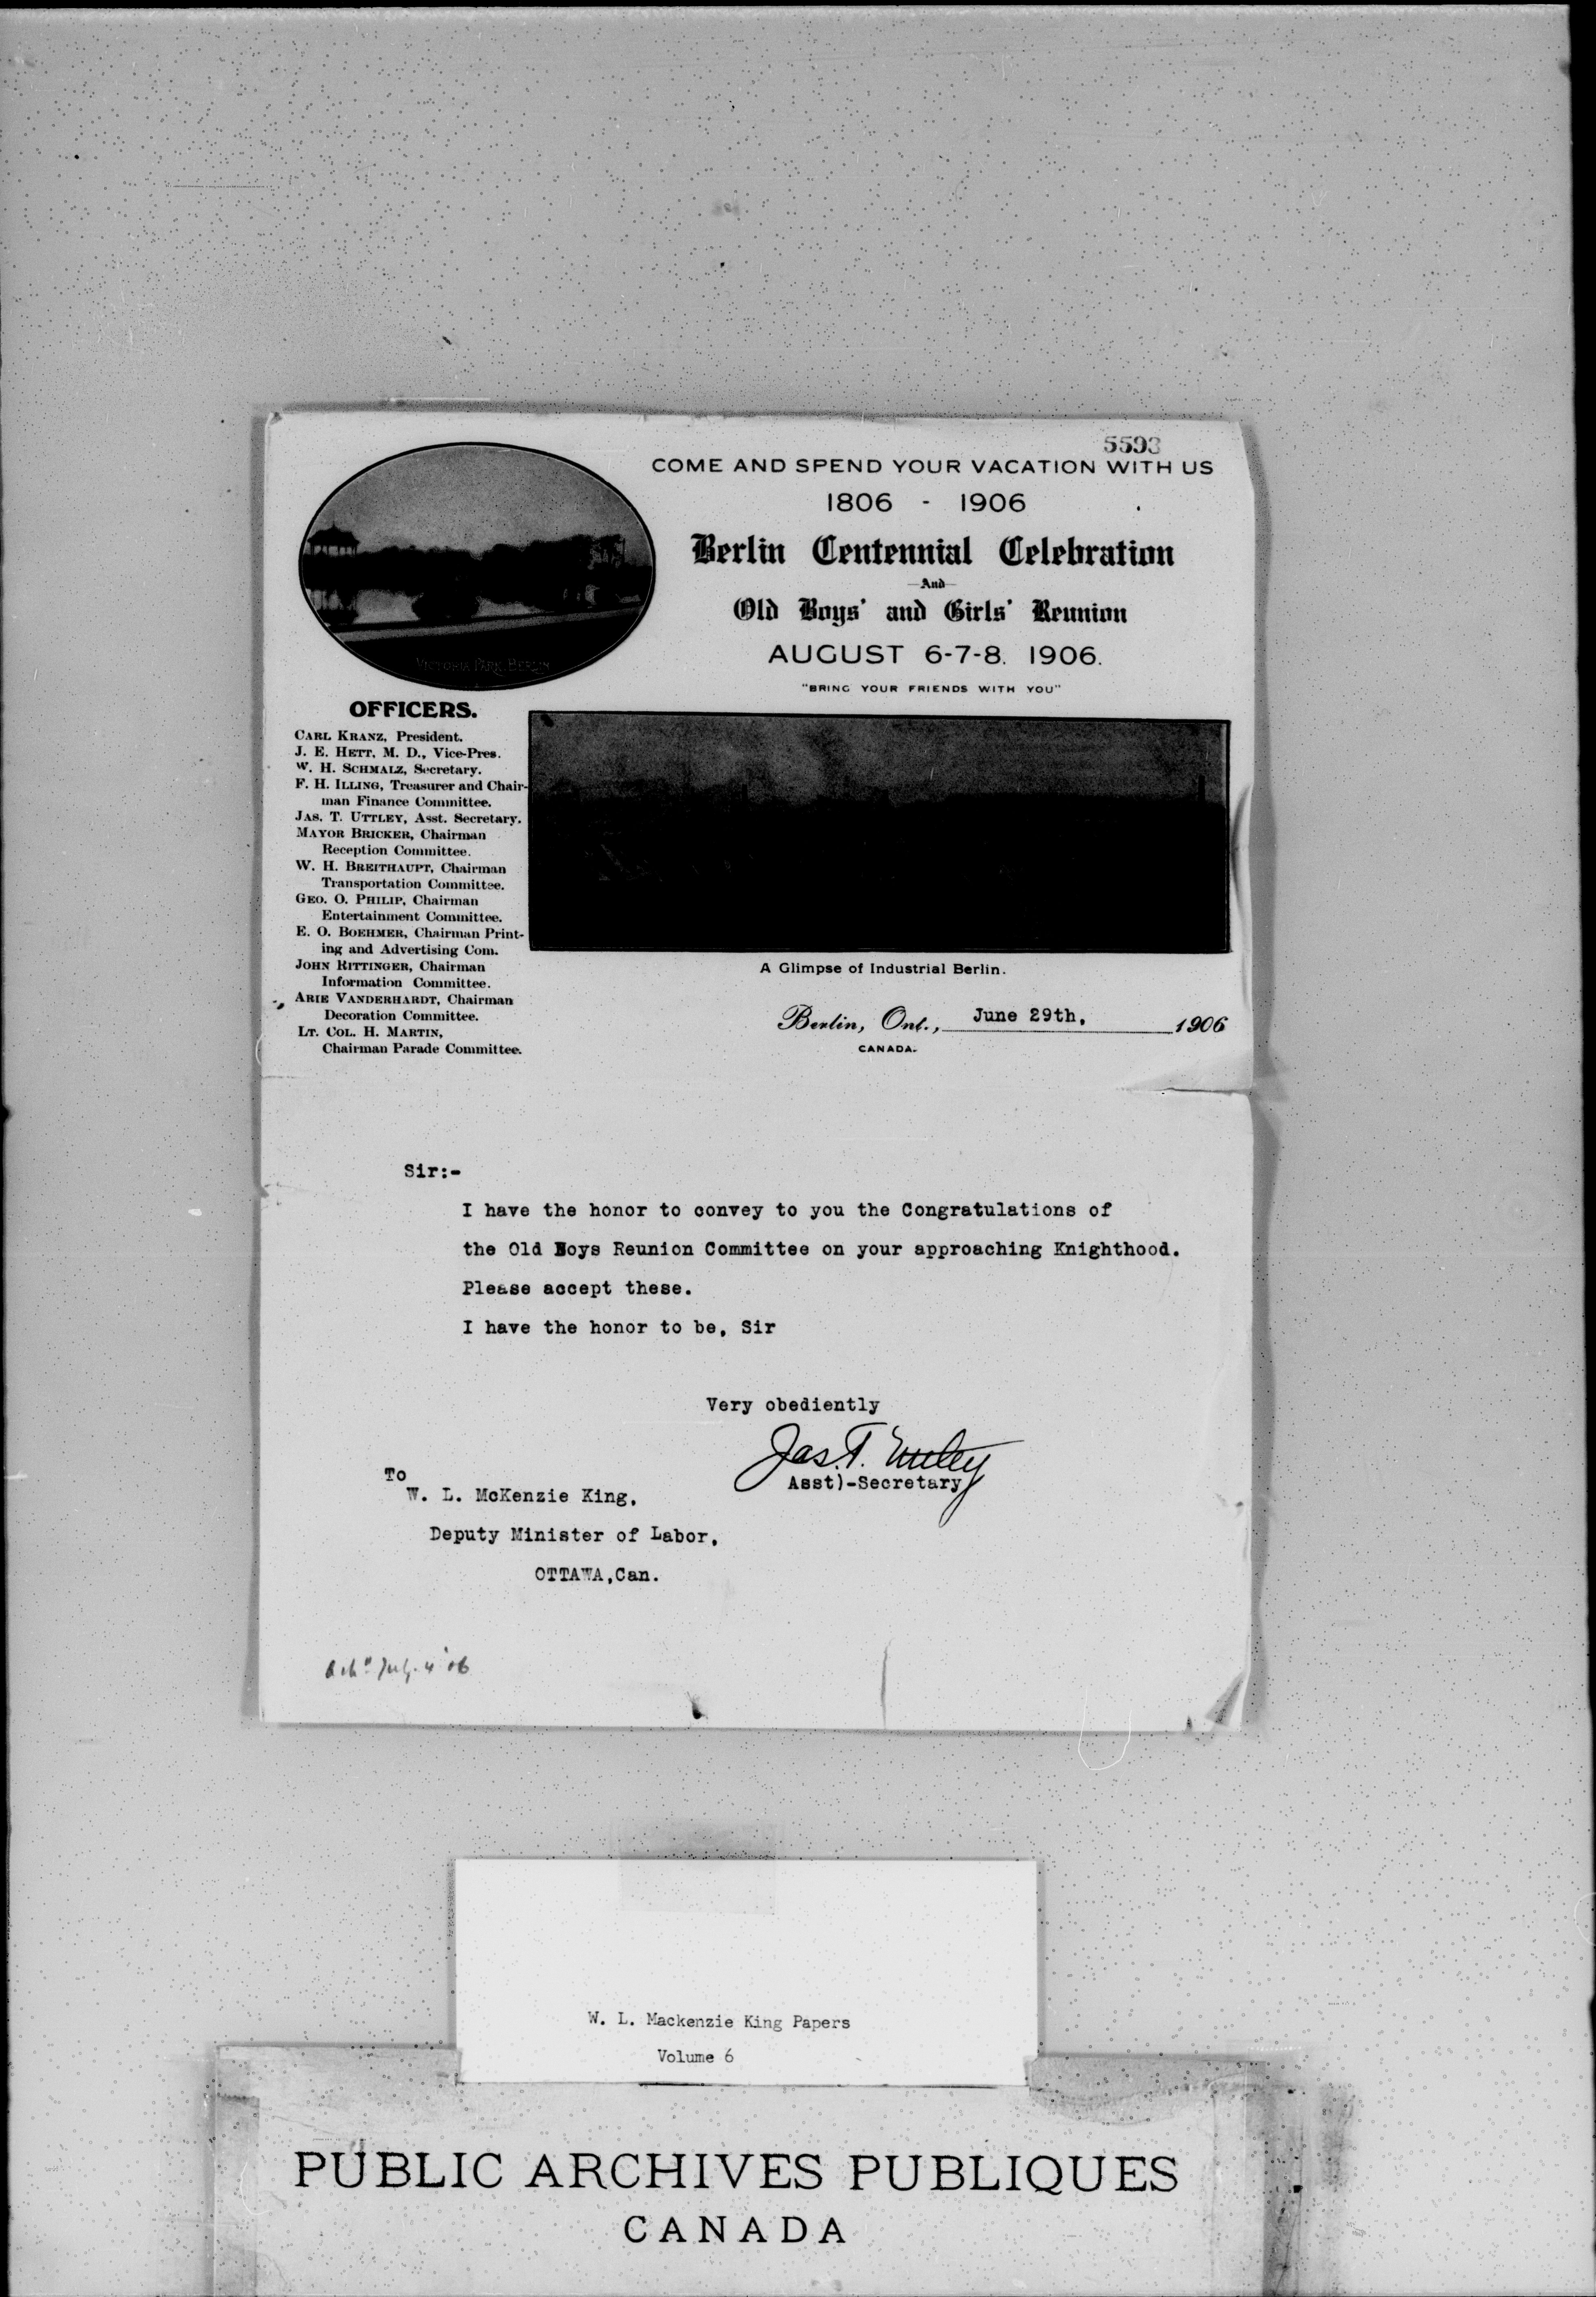 5593
COME AND SPEND YOUR VACATION WITH US
1806 - 1906
Berlin Centennial Celebration
And
Old Boys' and Girls' Reunion
AUGUST 6-7-8. 1906.
"BRING YOUR FRIENDS WITH YOU"
VICTORIA PARK, BERLIN
OFFICERS.
CARL KRANZ, President.
J. E. HETT, M. D., Vice-Pres.
W. H. SCHMALZ, Secretary.
F. H. ILLING, Treasurer and Chair-
man Finance Committee.
JAS. T. UTTLEY, Asst. Secretary.
MAYOR BRICKER, Chairman
Reception Committee.
W. H. BREITHAUPT, Chairman
Transportation Committee.
GEO. O. PHILIP, Chairman
Entertainment Committee.
E. O. BOEHMER, Chairman Print-
ing and Advertising Com.
JOHN RITTINGER, Chairman
Information Committee.
ARIE VANDERHARDT, Chairman
Decoration Committee.
LT. COL. H. MARTIN,
Chairman Parade Committee.
A Glimpse of Industrial Berlin.
Berlin, Ont., June 29th, 1906
CANADA.
Sir:-
I have the honor to convey to you the Congratulations of
the Old Boys Reunion Committee on your approaching Knighthood.
Please accept these.
I have the honor to be, Sir
Very obediently
Jas. T. Uttley
Asst)-Secretary
To
W. L. McKenzie King,
Deputy Minister of Labor,
OTTAWA,Can.
July. 4 '06
W. L. Mackenzie King Papers
Volume 6
PUBLIC ARCHIVES PUBLIQUES
CANADA